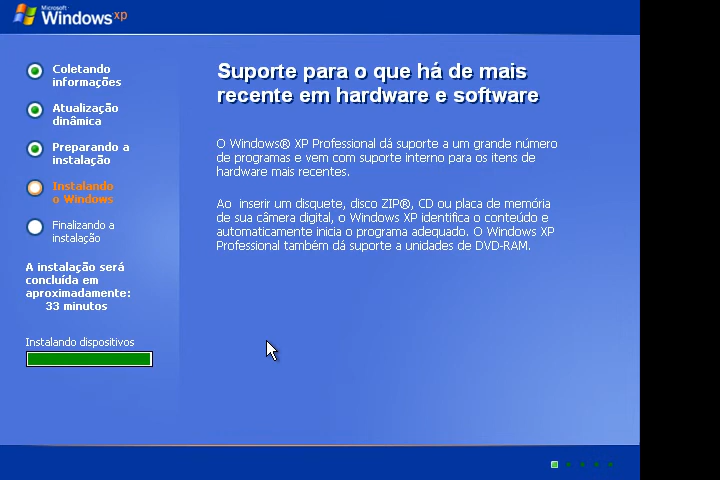 Microsoft
Windows xp
Coletando
informações
Atualização
dinâmica
Preparando a
instalação
Instalando
o Windows
Finalizando a
instalação
A instalação será
concluída em
aproximadamente:
33 minutos
Instalando dispositivos
Suporte para o que há de mais
recente em hardware e software
O Windows® XP Professional dá suporte a um grande número
de programas e vem com suporte interno para os itens de
hardware mais recentes.
Ao inserir um disquete, disco ZIP®, CD ou placa de memória
de sua câmera digital, o Windows XP identifica o conteúdo e
automaticamente inicia o programa adequado. O Windows XP
Professional também dá suporte a unidades de DVD-RAM.